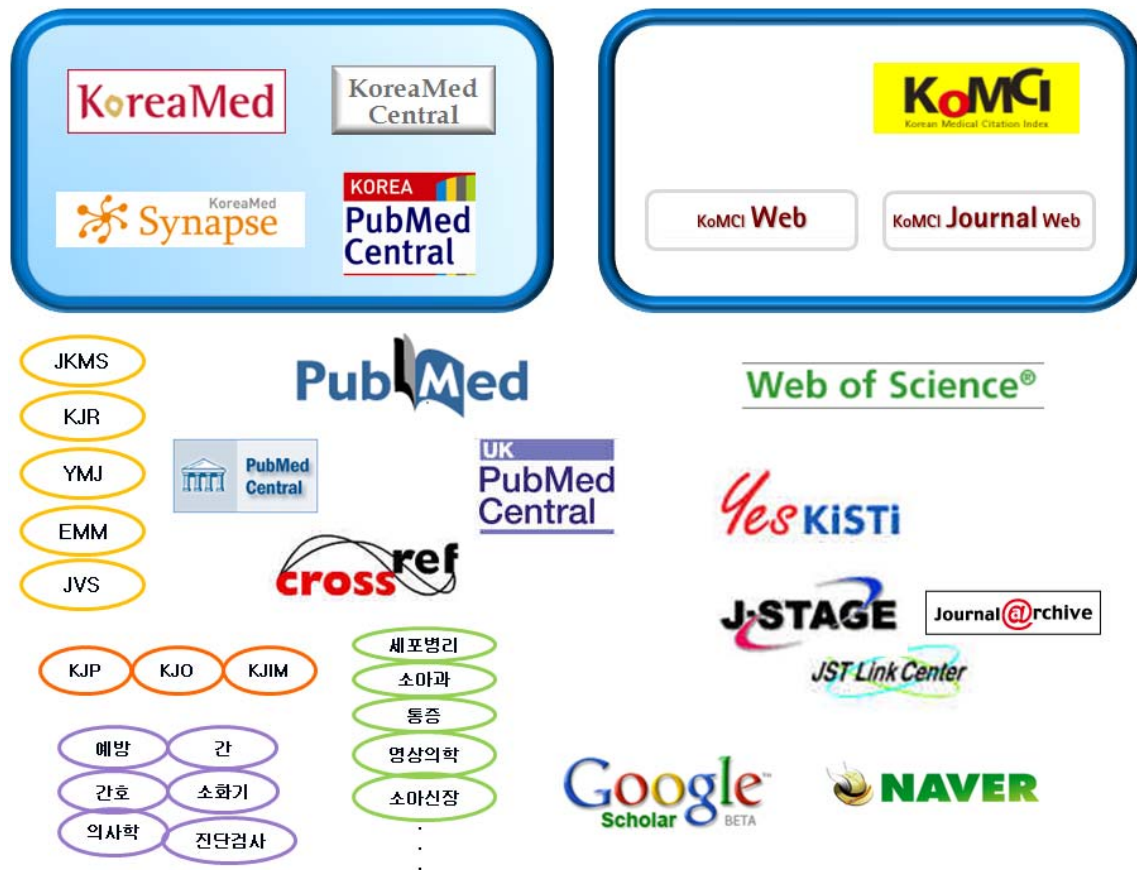 KoreaMed
KoreaMed
Central
KoreaMed
Synapse
KOREA
PubMed
Central
KoMCI
Korean Medical Citation Index
KoMCI Web
KoMCI Journal Web
JKMS
KJR
YMJ
EMM
JVS
PubMed
Web of Science®
PubMed
Central
UK
PubMed
Central
Yes KiSTi
cross ref
J-STAGE
Journal@rchive
JST Link Center
KJP
KJO
KJIM
세포병리
소아과
통증
영상의학
소아신장
.
.
.
예방
간
간호
소화기
의사학
진단검사
Google™
Scholar BETA
NAVER